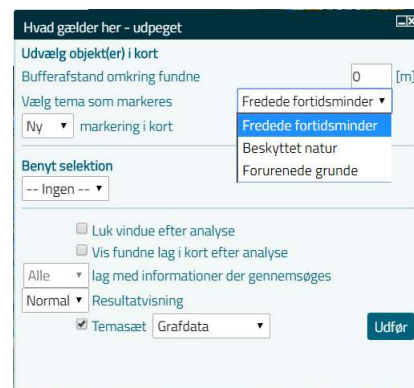 Hvad gælder her - udpeget
Udvælg objekt(er) i kort
Bufferafstand omkring fundne 0 [m]
Vælg tema som markeres Fredede fortidsminder
Ny markering i kort Fredede fortidsminder
Beskyttet natur
Forurenede grunde
Benyt selektion
-- Ingen --
Luk vindue efter analyse
Vis fundne lag i kort efter analyse
Alle lag med informationer der gennemsøges
Normal Resultatvisning
Temasæt Grafdata Udfør